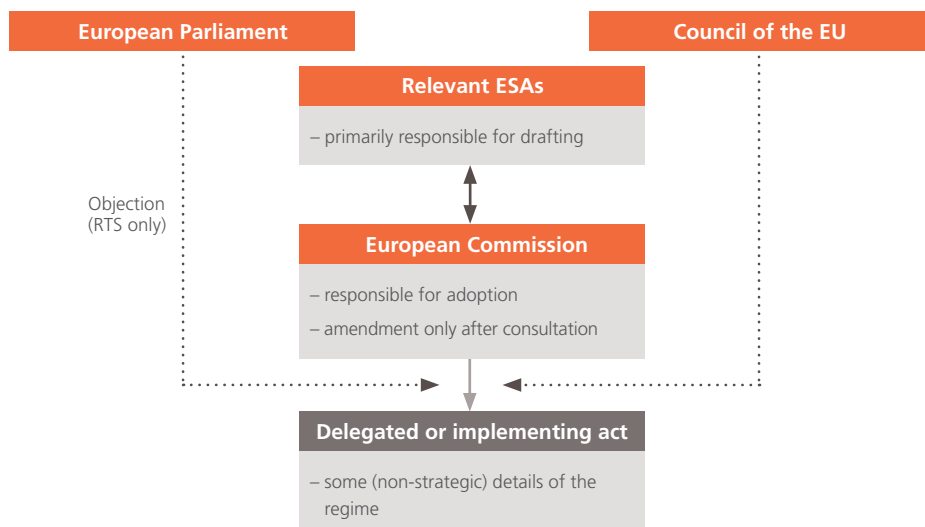 European Parliament
Council of the EU
Relevant ESAs
– primarily responsible for drafting
Objection
(RTS only)
European Commission
– responsible for adoption
– amendment only after consultation
Delegated or implementing act
– some (non-strategic) details of the
regime